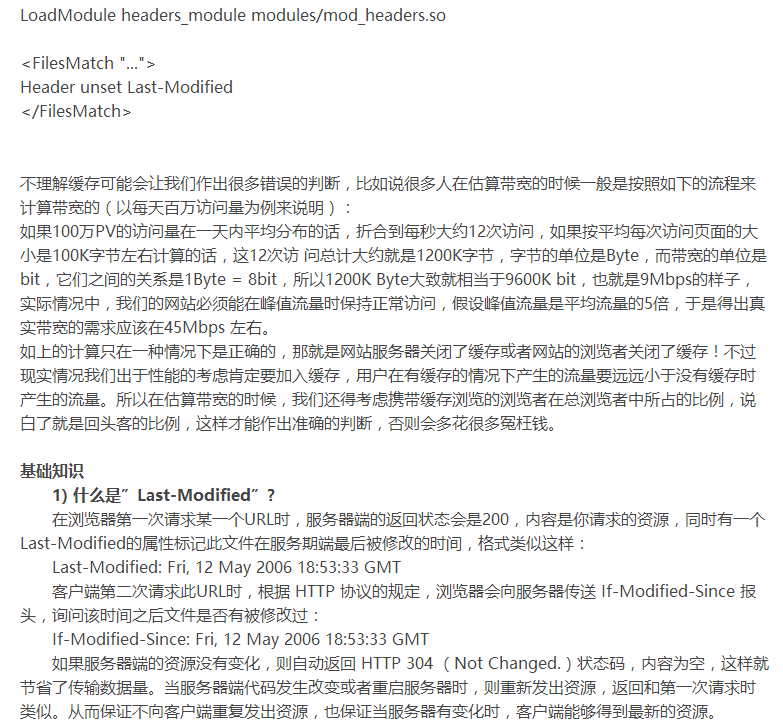 LoadModule headers_module modules/mod_headers.so
<FilesMatch "...">
Header unset Last-Modified
</FilesMatch>
不理解缓存可能会让我们作出很多错误的判断，比如说很多人在估算带宽的时候一般是按照如下的流程来
计算带宽的（以每天百万访问量为例来说明）：
如果100万PV的访问量在一天内平均分布的话，折合到每秒大约12次访问，如果按平均每次访问页面的大
小是100K字节左右计算的话，这12次访 问总计大约就是1200K字节，字节的单位是Byte，而带宽的单位是
bit，它们之间的关系是1Byte = 8bit，所以1200K Byte大致就相当于9600K bit，也就是9Mbps的样子，
实际情况中，我们的网站必须能在峰值流量时保持正常访问，假设峰值流量是平均流量的5倍，于是得出真
实带宽的需求应该在45Mbps 左右。
如上的计算只在一种情况下是正确的，那就是网站服务器关闭了缓存或者网站的浏览者关闭了缓存！不过
现实情况我们出于性能的考虑肯定要加入缓存，用户在有缓存的情况下产生的流量要远远小于没有缓存时
产生的流量。所以在估算带宽的时候，我们还得考虑携带缓存浏览的浏览者在总浏览者中所占的比例，说
白了就是回头客的比例，这样才能作出准确的判断，否则会多花很多冤枉钱。
基础知识
1) 什么是”Last-Modified”?
在浏览器第一次请求某一个URL时，服务器端的返回状态会是200，内容是你请求的资源，同时有一个
Last-Modified的属性标记此文件在服务期端最后被修改的时间，格式类似这样：
Last-Modified: Fri, 12 May 2006 18:53:33 GMT
客户端第二次请求此URL时，根据 HTTP 协议的规定，浏览器会向服务器传送 If-Modified-Since 报
头，询问该时间之后文件是否有被修改过：
If-Modified-Since: Fri, 12 May 2006 18:53:33 GMT
如果服务器端的资源没有变化，则自动返回 HTTP 304 （ Not Changed.）状态码，内容为空，这样就
节省了传输数据量。当服务器端代码发生改变或者重启服务器时，则重新发出资源，返回和第一次请求时
类似。从而保证不向客户端重复发出资源，也保证当服务器有变化时，客户端能够得到最新的资源。